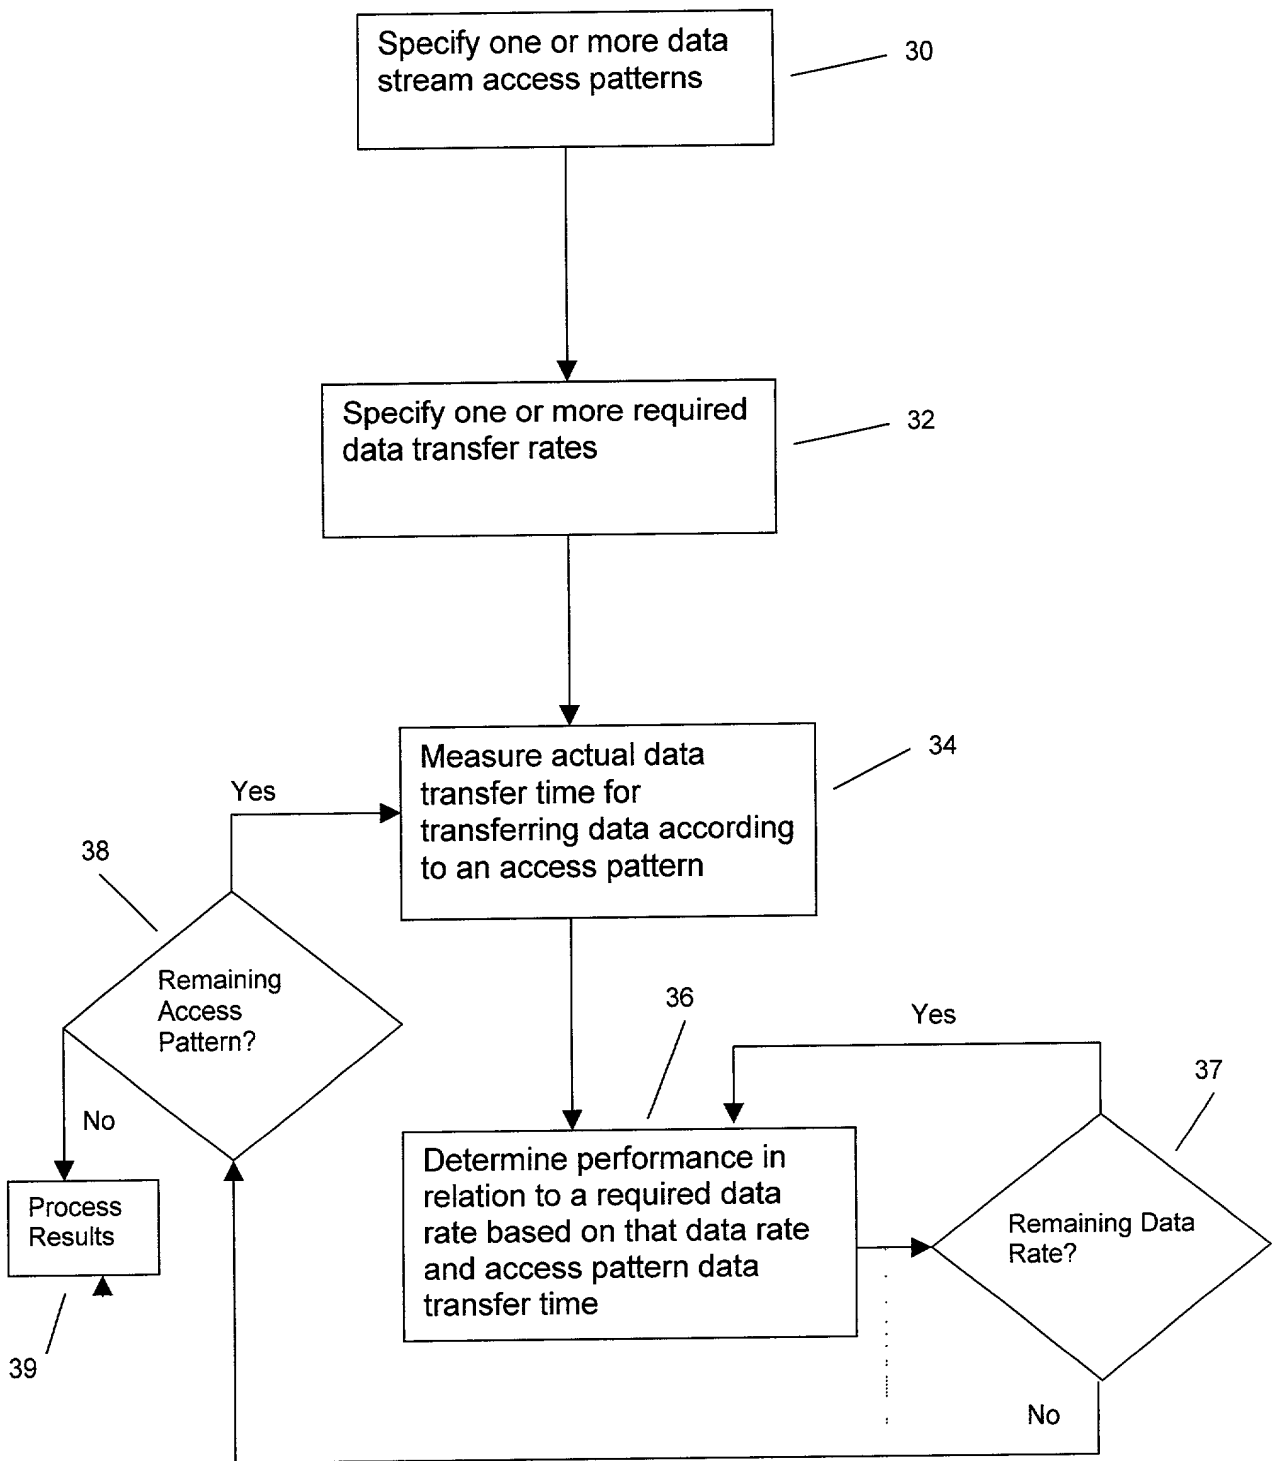 Specify one or more data
stream access patterns
30
Specify one or more required
data transfer rates
32
Measure actual data
transfer time for
transferring data according
to an access pattern
34
Yes
38
Remaining
Access
Pattern?
No
Process
Results
39
36
Yes
37
Determine performance in
relation to a required data
rate based on that data rate
and access pattern data
transfer time
Remaining Data
Rate?
No